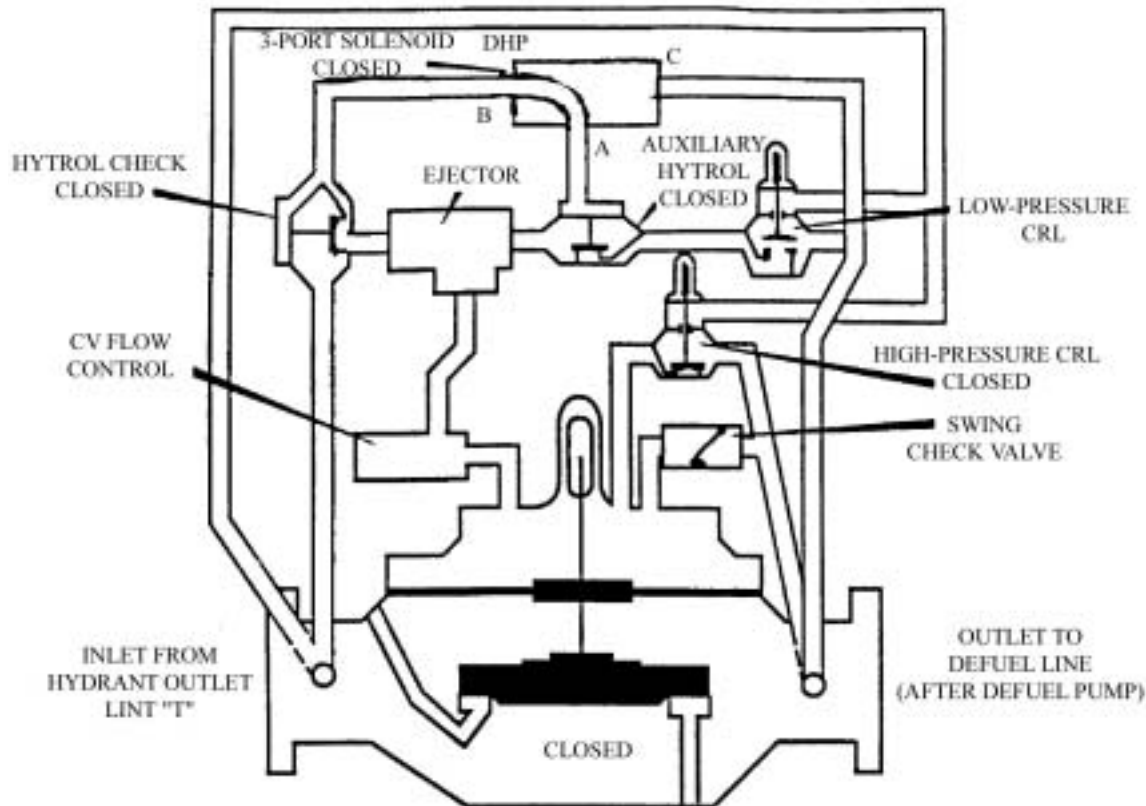 3-PORT SOLENOID
CLOSED
DHP
C
B
A
HYTROL CHECK
CLOSED
EJECTOR
AUXILIARY
HYTROL
CLOSED
LOW-PRESSURE
CRL
CV FLOW
CONTROL
HIGH-PRESSURE CRL
CLOSED
SWING
CHECK VALVE
INLET FROM
HYDRANT OUTLET
LINT "T"
CLOSED
OUTLET TO
DEFUEL LINE
(AFTER DEFUEL PUMP)